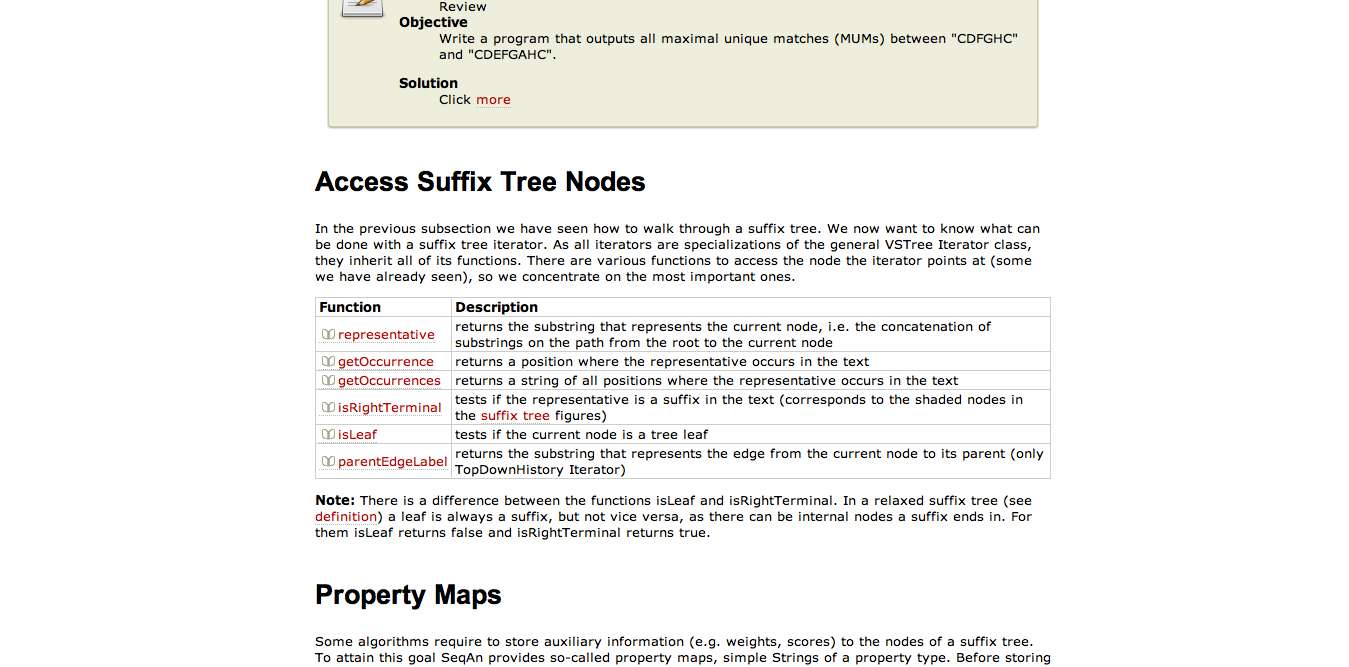 Review
Objective
Write a program that outputs all maximal unique matches (MUMs) between "CDFGHC"
and "CDEFGAHC".
Solution
Click more
Access Suffix Tree Nodes
In the previous subsection we have seen how to walk through a suffix tree. We now want to know what can
be done with a suffix tree iterator. As all iterators are specializations of the general VSTree Iterator class,
they inherit all of its functions. There are various functions to access the node the iterator points at (some
we have already seen), so we concentrate on the most important ones.
Function Description
representative returns the substring that represents the current node, i.e. the concatenation of
substrings on the path from the root to the current node
getOccurrence returns a position where the representative occurs in the text
getOccurrences returns a string of all positions where the representative occurs in the text
isRightTerminal tests if the representative is a suffix in the text (corresponds to the shaded nodes in
the suffix tree figures)
isLeaf tests if the current node is a tree leaf
parentEdgeLabel returns the substring that represents the edge from the current node to its parent (only
TopDownHistory Iterator)
Note: There is a difference between the functions isLeaf and isRightTerminal. In a relaxed suffix tree (see
definition) a leaf is always a suffix, but not vice versa, as there can be internal nodes a suffix ends in. For
them isLeaf returns false and isRightTerminal returns true.
Property Maps
Some algorithms require to store auxiliary information (e.g. weights, scores) to the nodes of a suffix tree.
To attain this goal SeqAn provides so-called property maps, simple Strings of a property type. Before storing